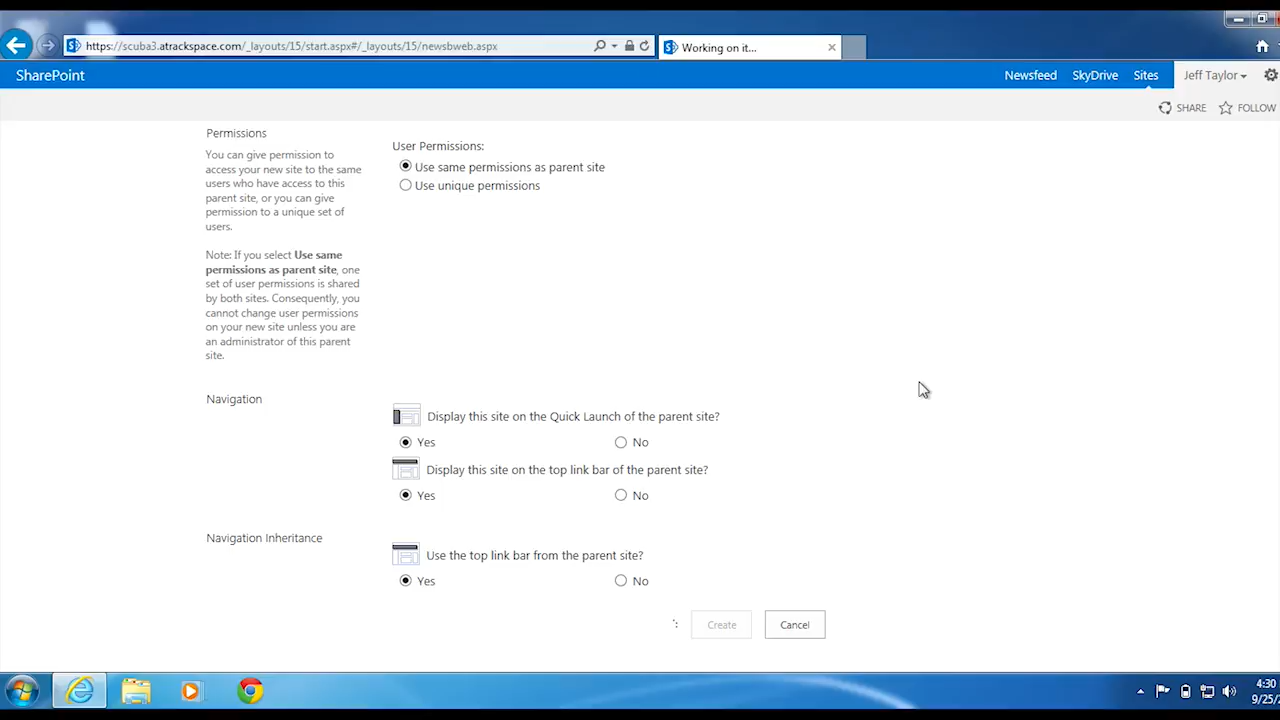 https://scuba3.atrackspace.com/_layouts/15/start.aspx#/_layouts/15/newsbweb.aspx
Working on it...
SharePoint
Newsfeed
SkyDrive
Sites
Jeff Taylor
SHARE
FOLLOW
Permissions
You can give permission to
access your new site to the same
users who have access to this
parent site, or you can give
permission to a unique set of
users.
Note: If you select Use same
permissions as parent site, one
set of user permissions is shared
by both sites. Consequently, you
cannot change user permissions
on your new site unless you are
an administrator of this parent
site.
User Permissions:
Use same permissions as parent site
Use unique permissions
Navigation
Display this site on the Quick Launch of the parent site?
Yes
No
Display this site on the top link bar of the parent site?
Yes
No
Navigation Inheritance
Use the top link bar from the parent site?
Yes
No
Create
Cancel
4:30
9/25/